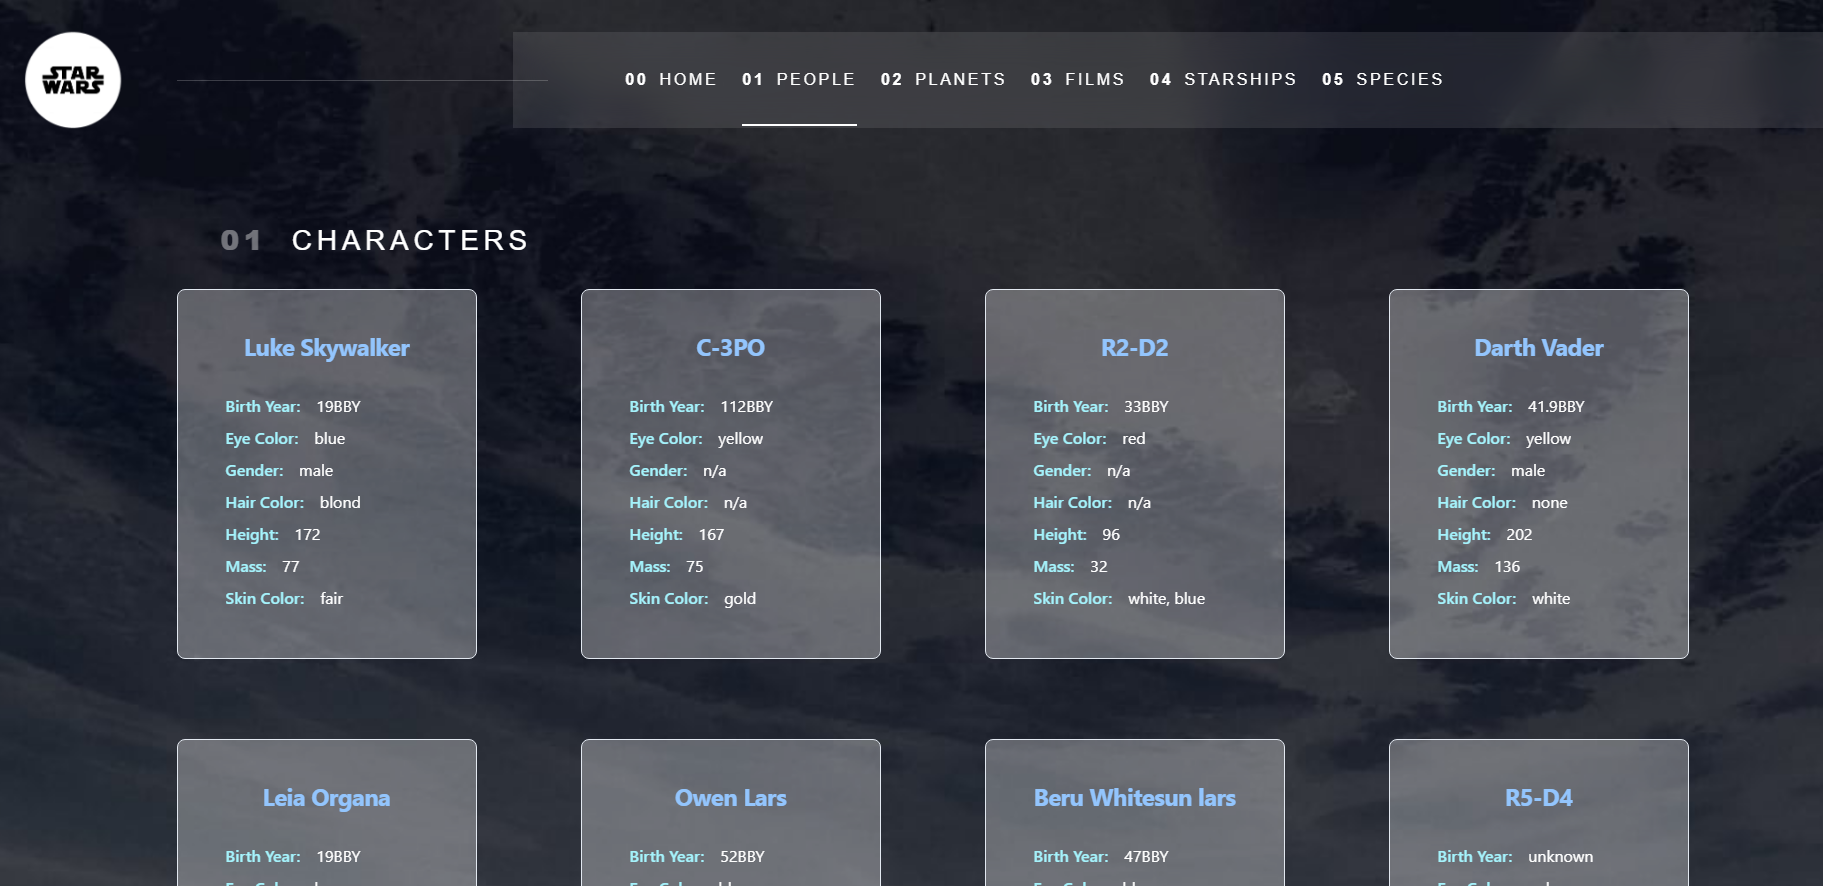 STAR
WARS
00 HOME 01 PEOPLE 02 PLANETS 03 FILMS 04 STARSHIPS 05 SPECIES
01 CHARACTERS
Luke Skywalker
Birth Year: 19BBY
Eye Color: blue
Gender: male
Hair Color: blond
Height: 172
Mass: 77
Skin Color: fair
C-3PO
Birth Year: 112BBY
Eye Color: yellow
Gender: n/a
Hair Color: n/a
Height: 167
Mass: 75
Skin Color: gold
R2-D2
Birth Year: 33BBY
Eye Color: red
Gender: n/a
Hair Color: n/a
Height: 96
Mass: 32
Skin Color: white, blue
Darth Vader
Birth Year: 41.9BBY
Eye Color: yellow
Gender: male
Hair Color: none
Height: 202
Mass: 136
Skin Color: white
Leia Organa
Birth Year: 19BBY
Owen Lars
Birth Year: 52BBY
Beru Whitesun lars
Birth Year: 47BBY
R5-D4
Birth Year: unknown